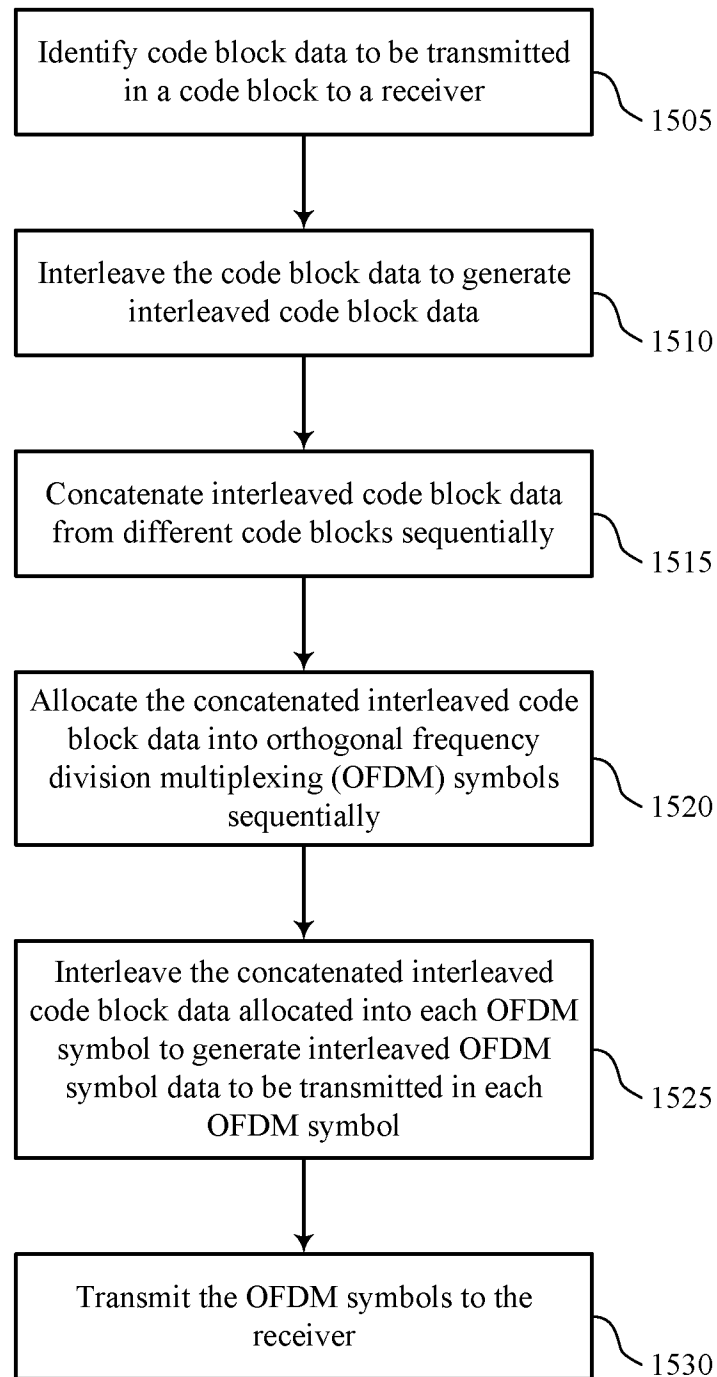 Identify code block data to be transmitted
in a code block to a receiver
1505
Interleave the code block data to generate
interleaved code block data
1510
Concatenate interleaved code block data
from different code blocks sequentially
1515
Allocate the concatenated interleaved code
block data into orthogonal frequency
division multiplexing (OFDM) symbols
sequentially
1520
Interleave the concatenated interleaved
code block data allocated into each OFDM
symbol to generate interleaved OFDM
symbol data to be transmitted in each
OFDM symbol
1525
Transmit the OFDM symbols to the
receiver
1530